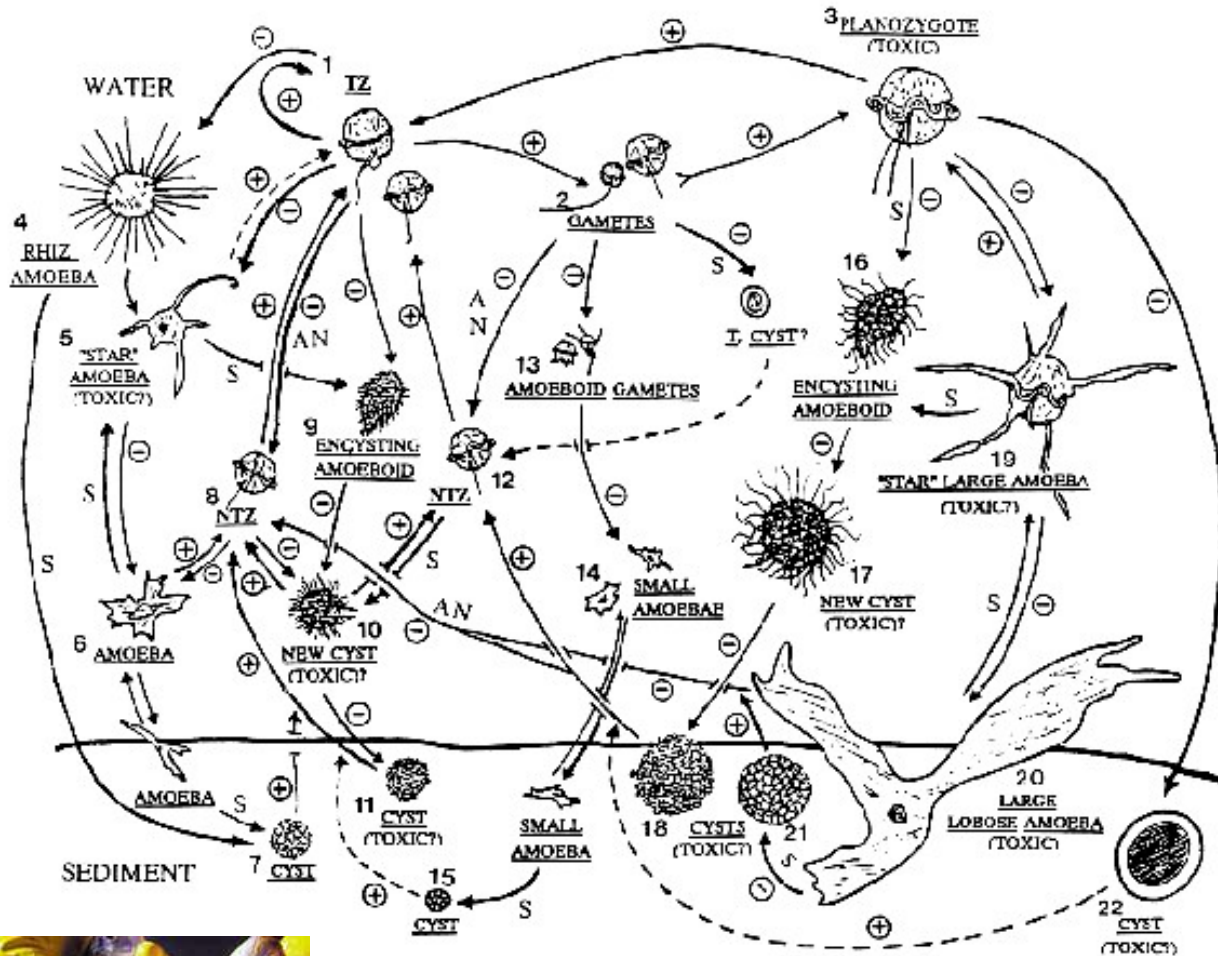 3 PLANOZYGOTE
(TOXIC)
1
TZ
WATER
2
GAMETES
4
RHIZ
AMOEBA
S
16
AN
AN
S
T. CYST?
5
"STAR"
AMOEBA
(TOXIC?)
S
13
AMOEBOID GAMETES
ENCYSTING
AMOEBOID
S
9
ENCYSTING
AMOEBOID
12
19
"STAR" LARGE AMOEBA
(TOXIC?)
8
NTZ
NTZ
S
S
S
14
SMALL
AMOEBAE
17
NEW CYST
(TOXIC)?
S
6
AMOEBA
10
NEW CYST
(TOXIC)?
AN
AMOEBA
S
11
CYST
(TOXIC?)
SMALL
AMOEBA
18
CYSTS
(TOXIC?)
21
20
LARGE
LOBOSE AMOEBA
(TOXIC)
S
SEDIMENT
7
CYST
15
CYST
S
22
CYST
(TOXIC?)